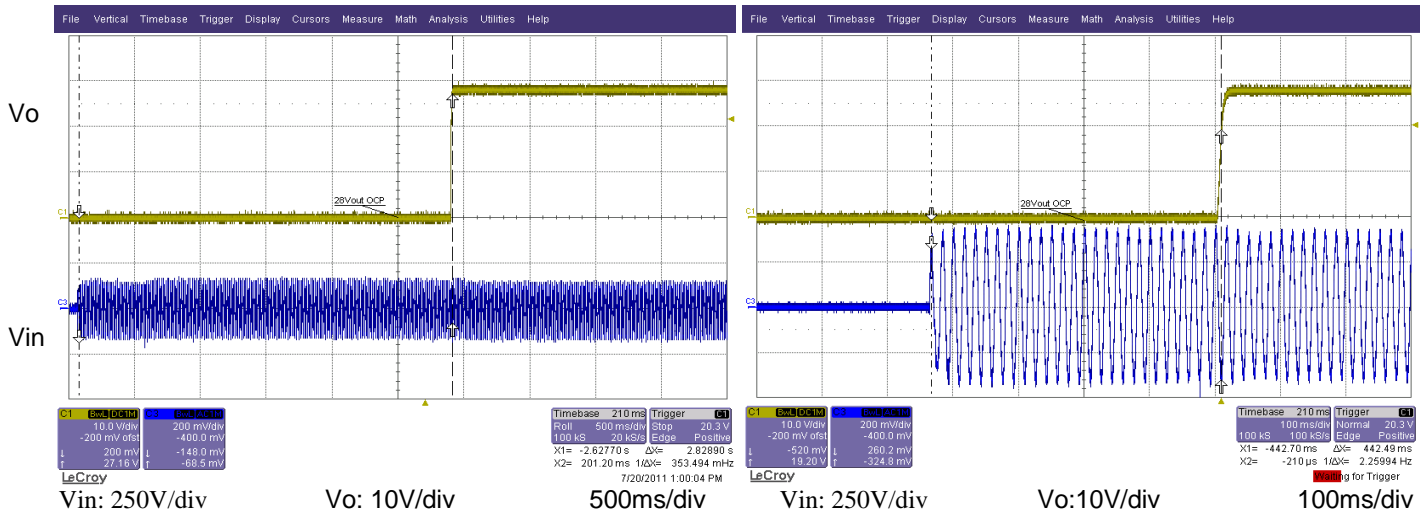 File Vertical Timebase Trigger Display Cursors Measure Math Analysis Utilities Help
Vo
C1
28Vout OCP
C3
Vin
C1 BwL DC1M
10.0 V/div
-200 mV ofst
200 mV
27.16 V
200 mV/div
-400.0 mV
-148.0 mV
-68.5 mV
Timebase 210 ms
Roll 500 ms/div
100 kS 20 kS/s
Trigger C1
Stop 20.3 V
Edge Positive
X1= -2.62770 s ΔX= 2.82890 s
X2= 201.20 ms 1/ΔX= 353.494 mHz
LeCroy
7/20/2011 1:00:04 PM
Vin: 250V/div Vo: 10V/div 500ms/div
File Vertical Timebase Trigger Display Cursors Measure Math Analysis Utilities Help
C1
28Vout OCP
C3
C1 BwL DC1M
10.0 V/div
-200 mV ofst
-520 mV
19.20 V
200 mV/div
-400.0 mV
260.2 mV
-324.8 mV
Timebase 210 ms
100 ms/div
100 kS 100 kS/s
Trigger C1
Normal 20.3 V
Edge Positive
X1= -442.70 ms ΔX= 442.49 ms
X2= -210 µs 1/ΔX= 2.25994 Hz
LeCroy
Waiting for Trigger
Vin: 250V/div Vo:10V/div 100ms/div